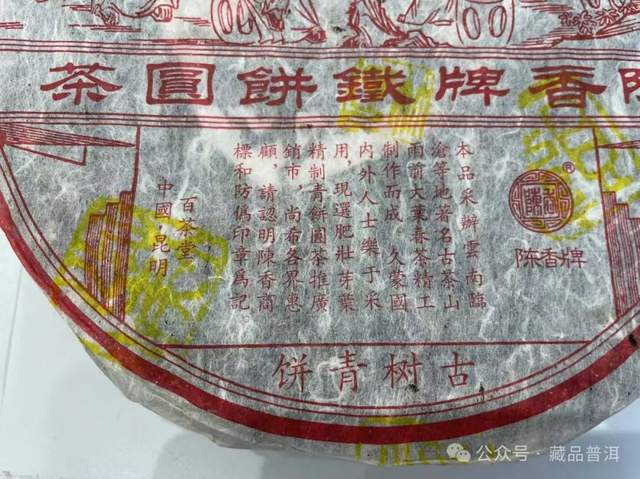 香牌鐵餅圓茶
®
陈香牌
本品采辦雲南臨
滄等地著名古茶山
雨前大葉春茶精工
制作而成 久蒙國
内外人士樂于采
用,現選肥壯芽葉
精制青餅圓茶推廣
銷市,尚希各界惠
顧,請認明陳香商
標和防僞印章爲記
百茶堂
中國·昆明
古树青饼
公众号·藏品普洱